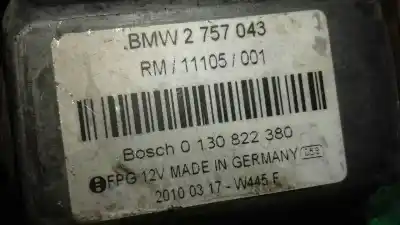 BMW 2 757 043
RM / 11105 / 001
Bosch 0 130 822 380
FPG 12V MADE IN GERMANY
2010 03 17 - W445 F